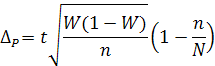 Δ_P = t√(W(1 − W)/n) (1 − n/N)